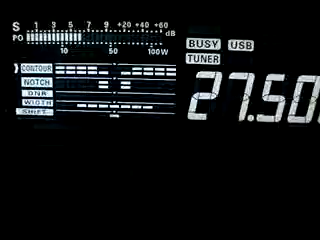 S 1 3 5 7 9 +20 +40 +60 dB
PO
10 50 100W
BUSY USB
TUNER
CONTOUR
NOTCH
DNR
WIDTH
SHIFT
27.50